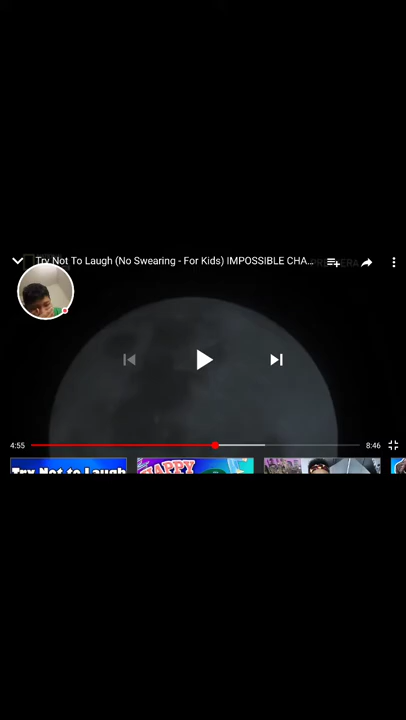 Try Not To Laugh (No Swearing - For Kids) IMPOSSIBLE CHA...
4:55
8:46
Try Not to Laugh
HAPPY